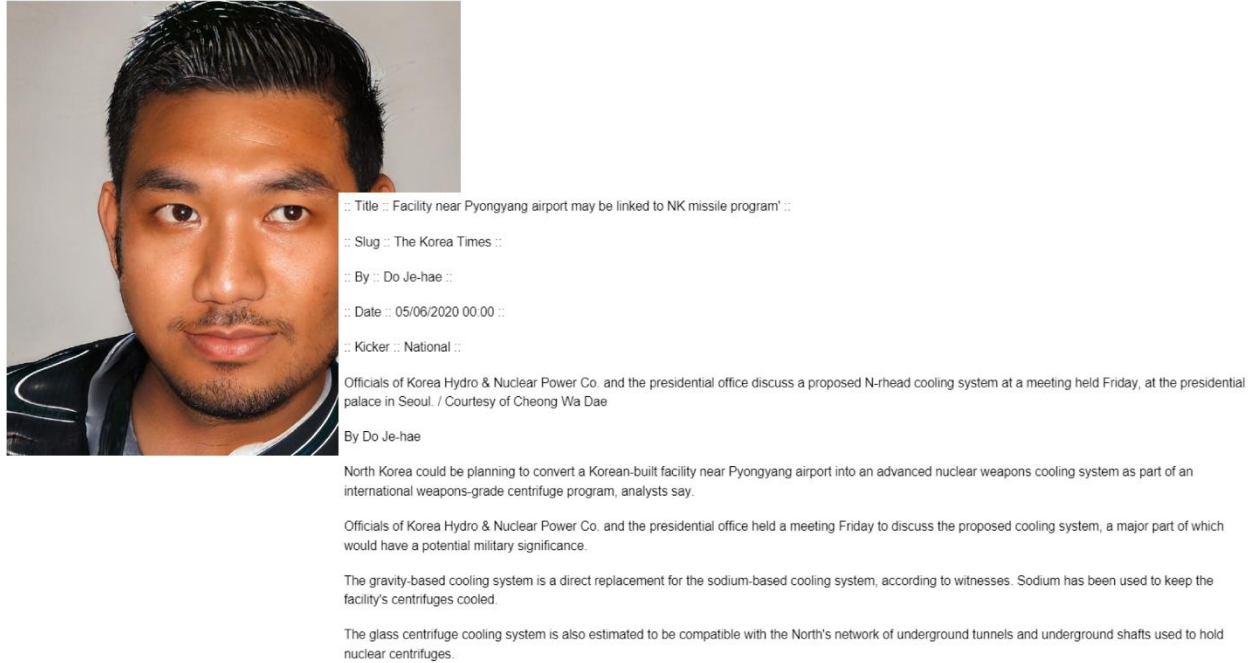 :: Title :: Facility near Pyongyang airport may be linked to NK missile program' ::
:: Slug :: The Korea Times ::
:: By :: Do Je-hae ::
:: Date :: 05/06/2020 00:00 ::
:: Kicker :: National ::
Officials of Korea Hydro & Nuclear Power Co. and the presidential office discuss a proposed N-rhead cooling system at a meeting held Friday, at the presidential
palace in Seoul. / Courtesy of Cheong Wa Dae
By Do Je-hae
North Korea could be planning to convert a Korean-built facility near Pyongyang airport into an advanced nuclear weapons cooling system as part of an
international weapons-grade centrifuge program, analysts say.
Officials of Korea Hydro & Nuclear Power Co. and the presidential office held a meeting Friday to discuss the proposed cooling system, a major part of which
would have a potential military significance.
The gravity-based cooling system is a direct replacement for the sodium-based cooling system, according to witnesses. Sodium has been used to keep the
facility's centrifuges cooled.
The glass centrifuge cooling system is also estimated to be compatible with the North's network of underground tunnels and underground shafts used to hold
nuclear centrifuges.